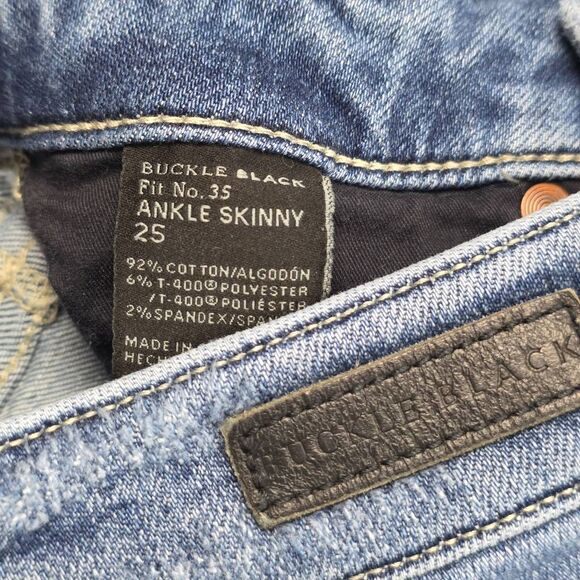 BUCKLE BLACK
Fit No. 35
ANKLE SKINNY
25
92% COTTON/ALGODÓN
6% T-400® POLYESTER
/T-400® POLIÉSTER
2% SPANDEX/SPAN
MADE IN
HECH
BUCKLE BLACK